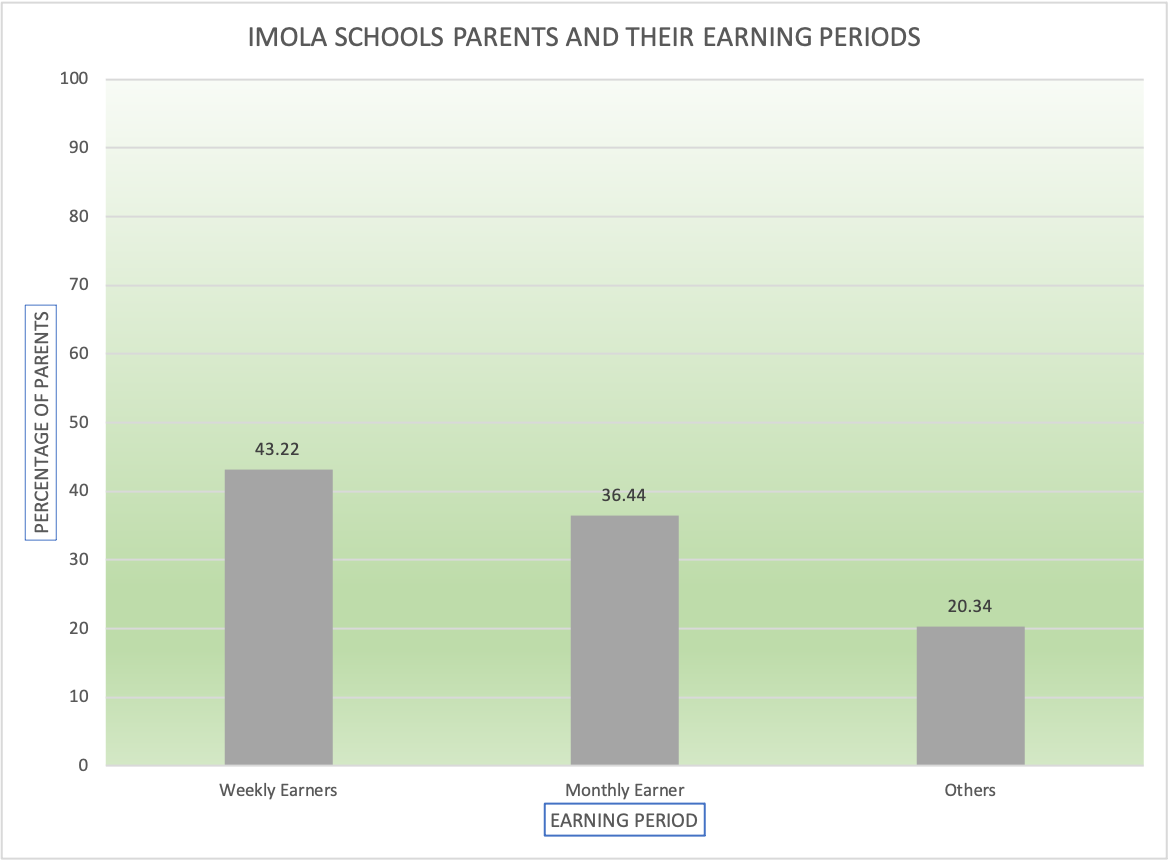 IMOLA SCHOOLS PARENTS AND THEIR EARNING PERIODS
PERCENTAGE OF PARENTS
100
90
80
70
60
50
40
30
20
10
0
43.22
36.44
20.34
Weekly Earners
Monthly Earner
Others
EARNING PERIOD